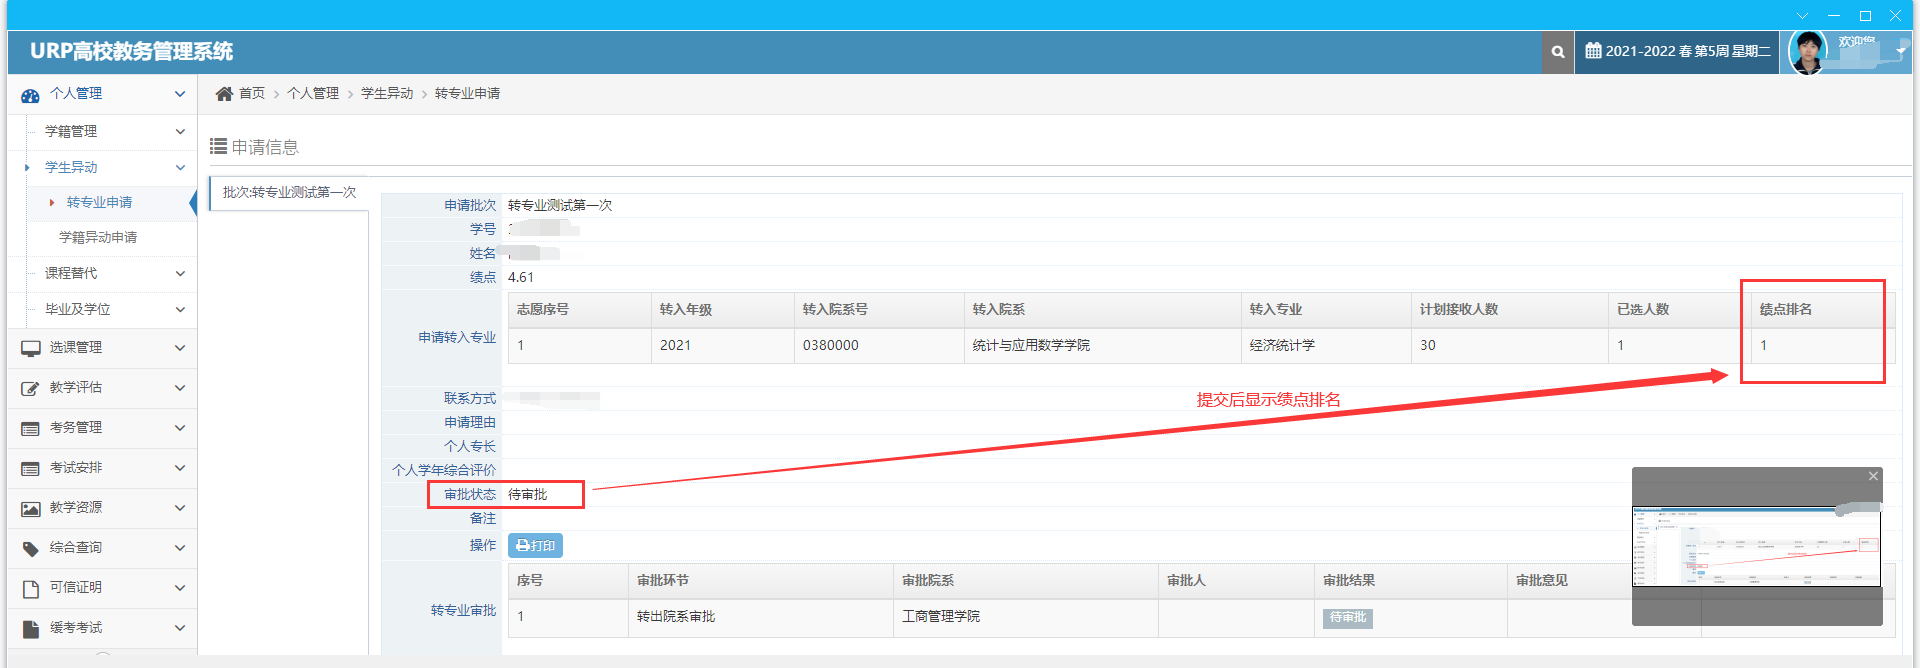 URP高校教务管理系统
2021-2022 春 第5周 星期二
欢迎您
个人管理
首页 > 个人管理 > 学生异动 > 转专业申请
学籍管理
学生异动
转专业申请
学籍异动申请
课程替代
毕业及学位
选课管理
教学评估
考务管理
考试安排
教学资源
综合查询
可信证明
缓考考试
申请信息
批次:转专业测试第一次
申请批次 转专业测试第一次
学号
姓名
绩点 4.61
申请转入专业
志愿序号 转入年级 转入院系号 转入院系 转入专业 计划接收人数 已选人数 绩点排名
1 2021 0380000 统计与应用数学学院 经济统计学 30 1 1
联系方式
提交后显示绩点排名
申请理由
个人专长
个人学年综合评价
审批状态 待审批
备注
操作 打印
转专业审批
序号 审批环节 审批院系 审批人 审批结果 审批意见
1 转出院系审批 工商管理学院 待审批